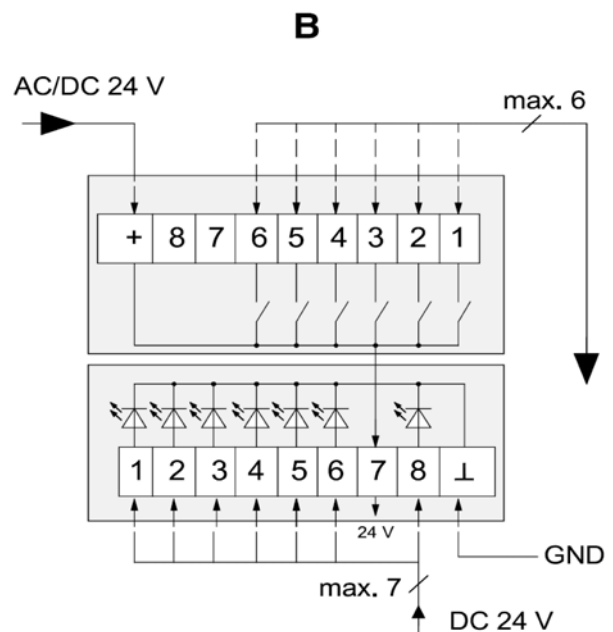 B
AC/DC 24 V
max. 6
+ 8 7 6 5 4 3 2 1
1 2 3 4 5 6 7 8 ⊥
24 V
GND
max. 7
DC 24 V